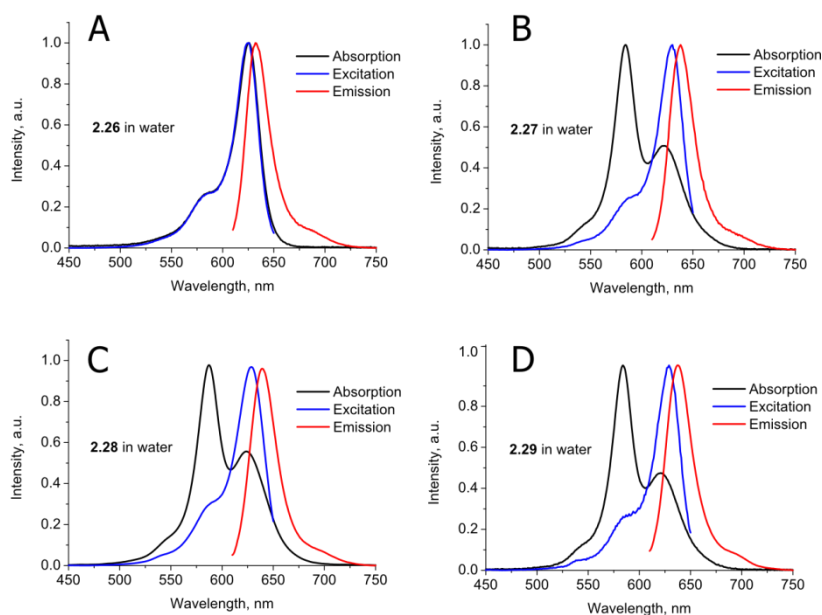 A
Absorption
Excitation
Emission
2.26 in water
Intensity, a.u.
1.0
0.8
0.6
0.4
0.2
0.0
450 500 550 600 650 700 750
Wavelength, nm
B
Absorption
Excitation
Emission
2.27 in water
Intensity, a.u.
1.0
0.8
0.6
0.4
0.2
0.0
450 500 550 600 650 700 750
Wavelength, nm
C
Absorption
Excitation
Emission
2.28 in water
Intensity, a.u.
1.0
0.8
0.6
0.4
0.2
0.0
450 500 550 600 650 700 750
Wavelength, nm
D
Absorption
Excitation
Emission
2.29 in water
Intensity, a.u.
1.0
0.8
0.6
0.4
0.2
0.0
450 500 550 600 650 700 750
Wavelength, nm